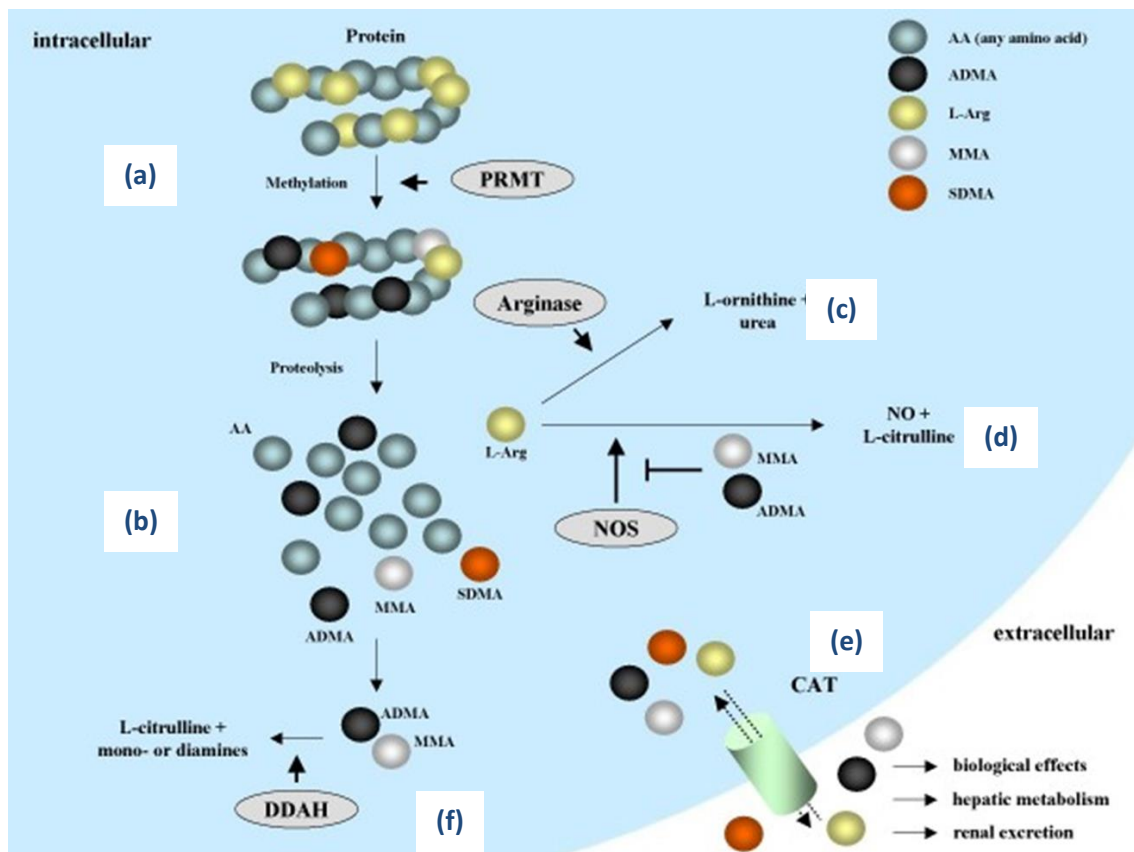 intracellular
Protein
AA (any amino acid)
ADMA
L-Arg
MMA
SDMA
(a)
Methylation
PRMT
Arginase
L-ornithine +
urea
(c)
Proteolysis
NO +
L-citrulline
(d)
AA
L-Arg
MMA
ADMA
(b)
NOS
MMA
SDMA
ADMA
(e)
extracellular
CAT
ADMA
MMA
L-citrulline +
mono- or diamines
DDAH
(f)
biological effects
hepatic metabolism
renal excretion